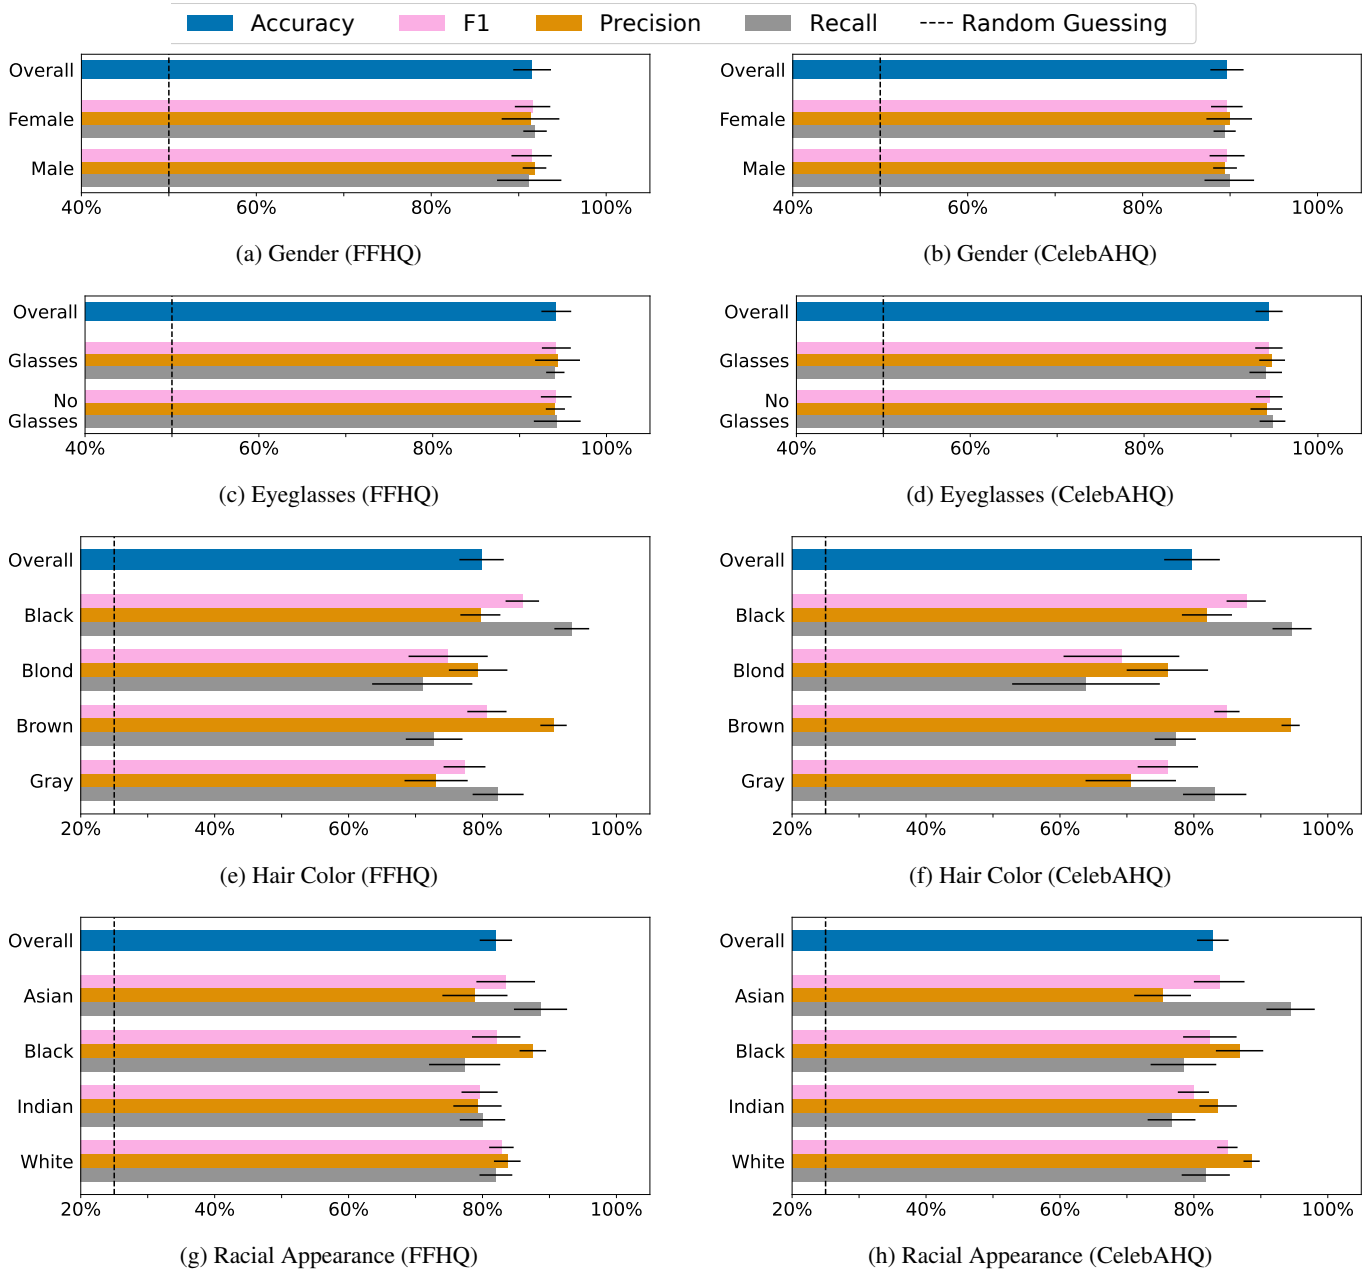 Accuracy F1 Precision Recall Random Guessing
Overall
Female
Male
40% 60% 80% 100%
(a) Gender (FFHQ)
Overall
Female
Male
40% 60% 80% 100%
(b) Gender (CelebAHQ)
Overall
Glasses
No
Glasses
40% 60% 80% 100%
(c) Eyeglasses (FFHQ)
Overall
Glasses
No
Glasses
40% 60% 80% 100%
(d) Eyeglasses (CelebAHQ)
Overall
Black
Blond
Brown
Gray
20% 40% 60% 80% 100%
(e) Hair Color (FFHQ)
Overall
Black
Blond
Brown
Gray
20% 40% 60% 80% 100%
(f) Hair Color (CelebAHQ)
Overall
Asian
Black
Indian
White
20% 40% 60% 80% 100%
(g) Racial Appearance (FFHQ)
Overall
Asian
Black
Indian
White
20% 40% 60% 80% 100%
(h) Racial Appearance (CelebAHQ)